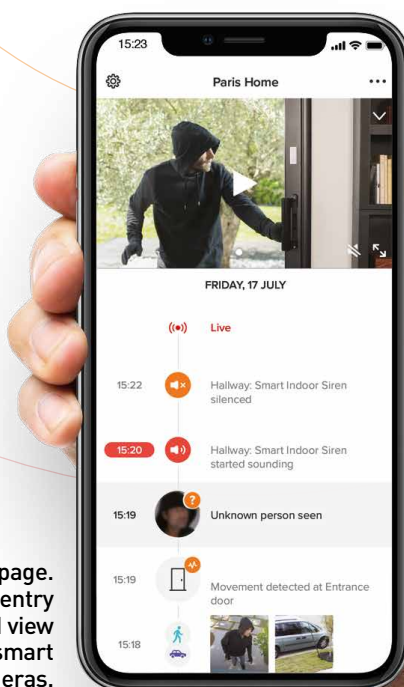 15:23
Paris Home
FRIDAY, 17 JULY
Live
15:22
Hallway: Smart Indoor Siren
silenced
15:20
Hallway: Smart Indoor Siren
started sounding
15:19
?
Unknown person seen
15:19
Movement detected at Entrance
door
15:18
page.
entry
view
smart
eras.